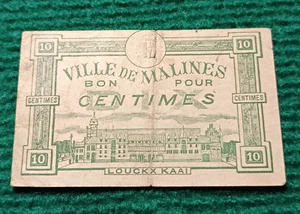 10 10
VILLE DE MALINES
BON POUR
CENTIMES CENTIMES CENTIMES
10 10
LOUCKX KAAI